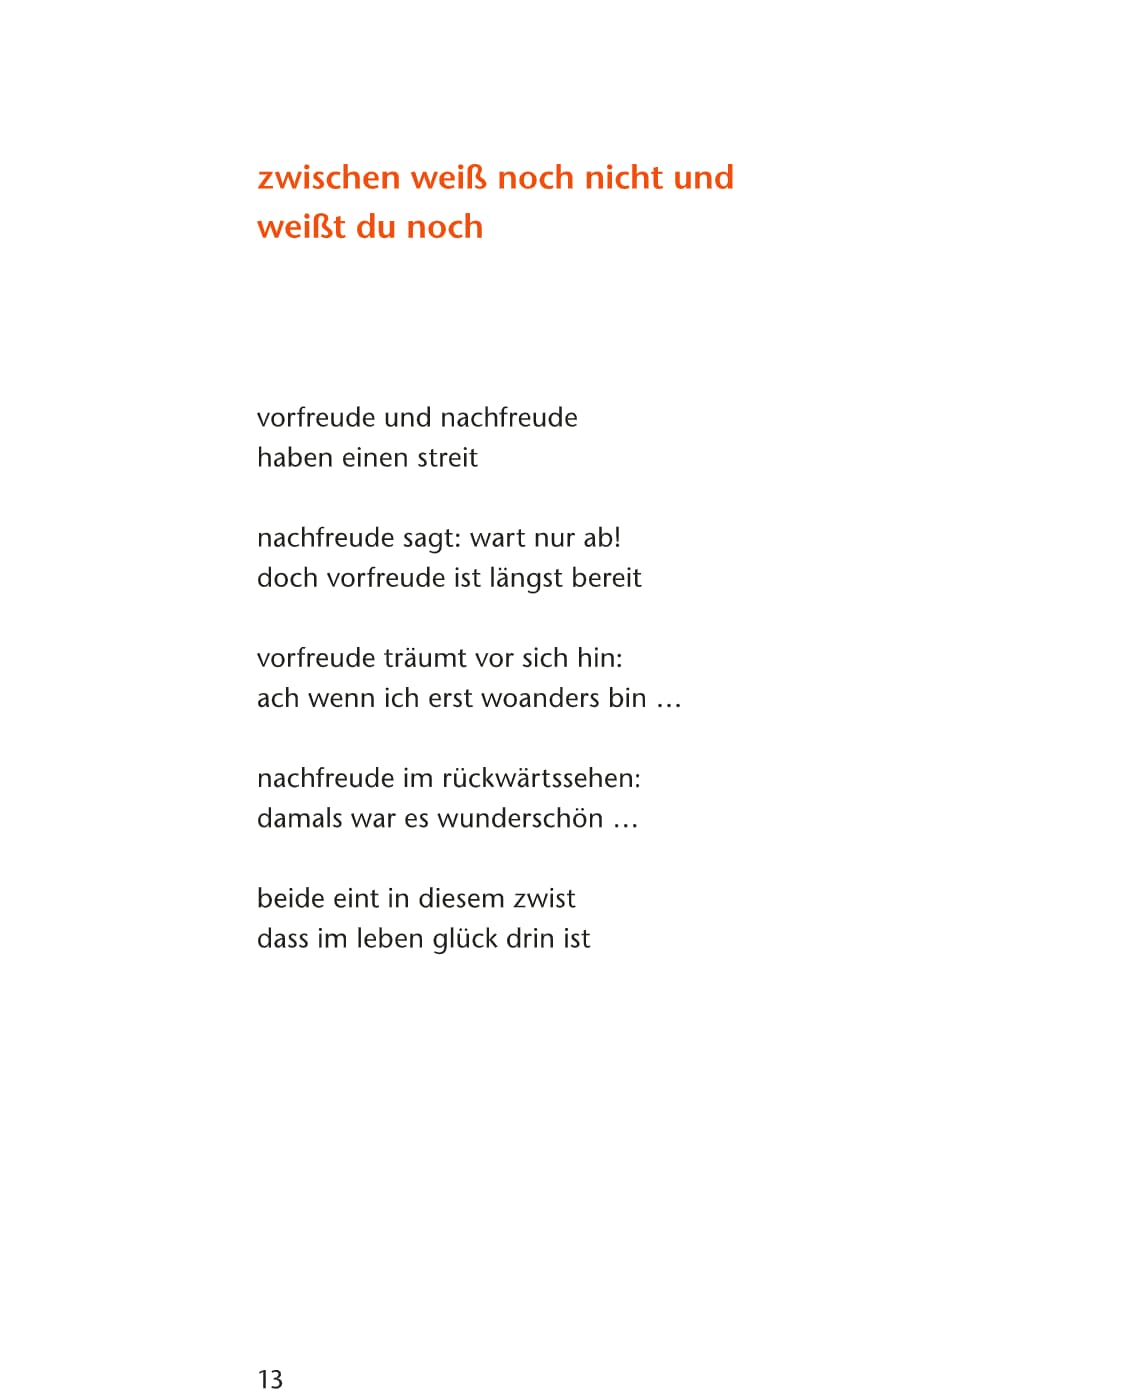 zwischen weiß noch nicht und
weißt du noch
vorfreude und nachfreude
haben einen streit
nachfreude sagt: wart nur ab!
doch vorfreude ist längst bereit
vorfreude träumt vor sich hin:
ach wenn ich erst woanders bin …
nachfreude im rückwärtssehen:
damals war es wunderschön …
beide eint in diesem zwist
dass im leben glück drin ist
13